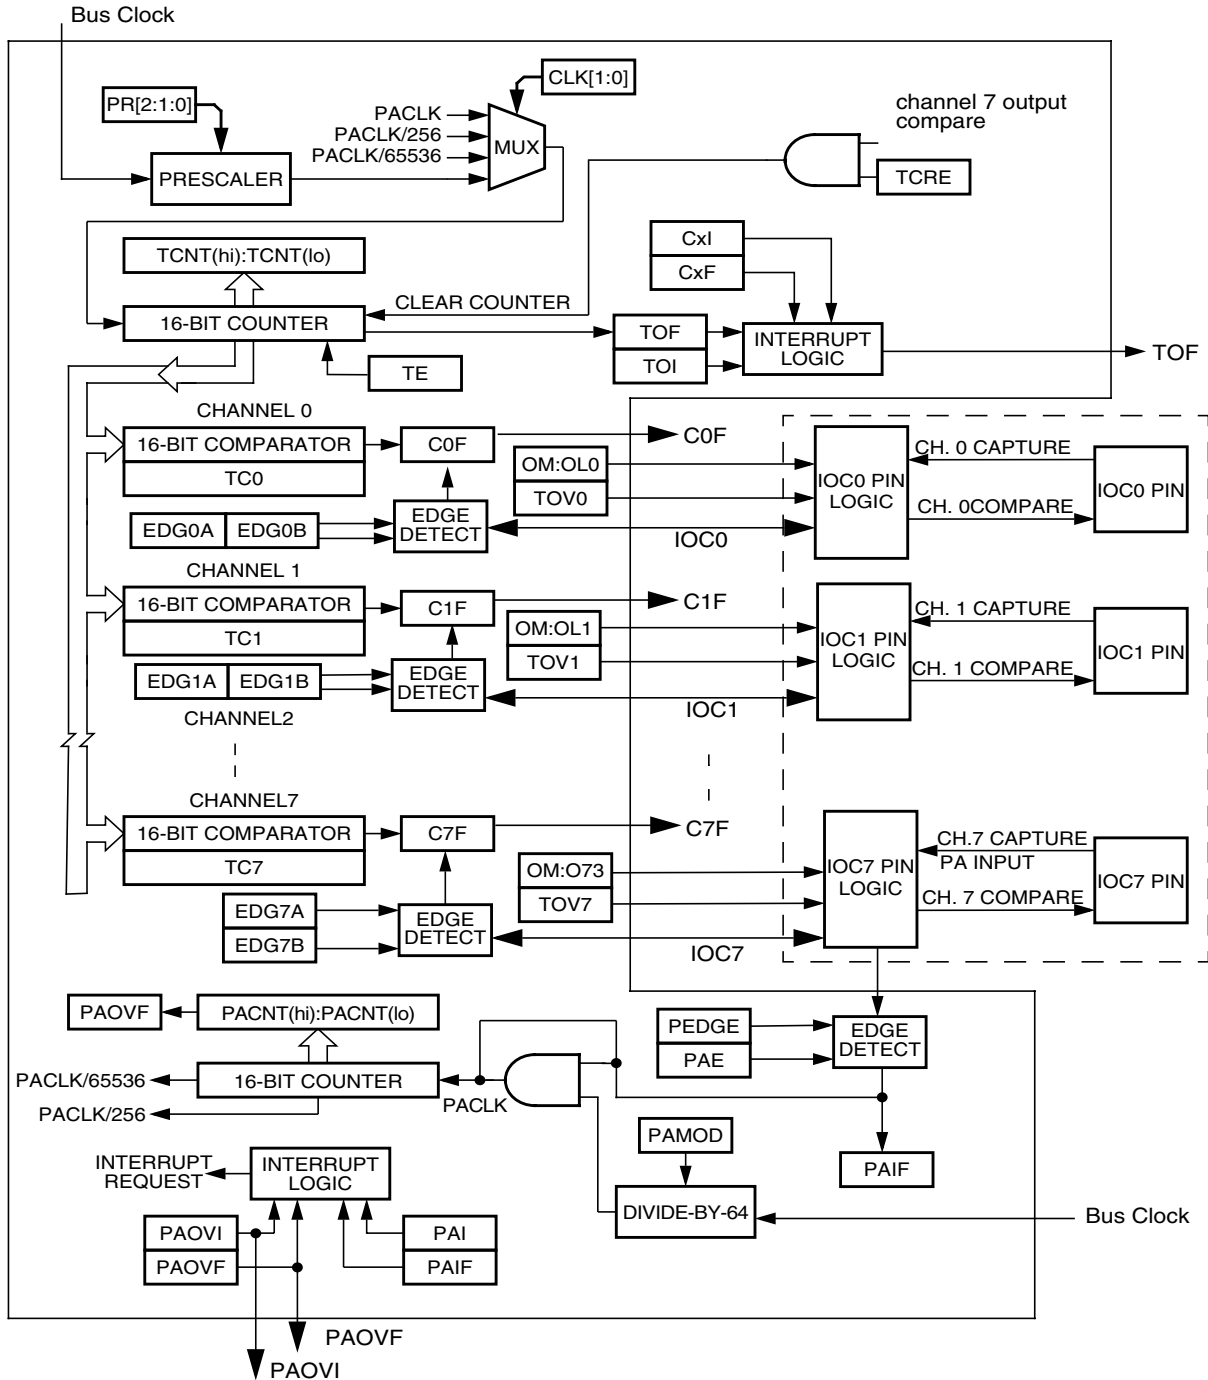 Bus Clock
PR[2:1:0]
CLK[1:0]
PACLK
PACLK/256
PACLK/65536
MUX
PRESCALER
channel 7 output
compare
TCRE
TCNT(hi):TCNT(lo)
CxI
CxF
CLEAR COUNTER
16-BIT COUNTER
TOF
TOI
INTERRUPT
LOGIC
TOF
TE
CHANNEL 0
16-BIT COMPARATOR
TC0
C0F
C0F
OM:OL0
TOV0
IOC0 PIN
LOGIC
CH. 0 CAPTURE
CH. 0COMPARE
IOC0 PIN
EDG0A
EDG0B
EDGE
DETECT
IOC0
CHANNEL 1
16-BIT COMPARATOR
TC1
C1F
C1F
OM:OL1
TOV1
IOC1 PIN
LOGIC
CH. 1 CAPTURE
CH. 1 COMPARE
IOC1 PIN
EDG1A
EDG1B
EDGE
DETECT
IOC1
CHANNEL2
CHANNEL7
16-BIT COMPARATOR
TC7
C7F
C7F
OM:O73
TOV7
IOC7 PIN
LOGIC
CH.7 CAPTURE
PA INPUT
CH. 7 COMPARE
IOC7 PIN
EDG7A
EDG7B
EDGE
DETECT
IOC7
PAOVF
PACNT(hi):PACNT(lo)
PEDGE
PAE
EDGE
DETECT
PACLK/65536
16-BIT COUNTER
PACLK
PACLK/256
PAMOD
PAIF
INTERRUPT
REQUEST
INTERRUPT
LOGIC
DIVIDE-BY-64
Bus Clock
PAOVI
PAOVF
PAI
PAIF
PAOVF
PAOVI